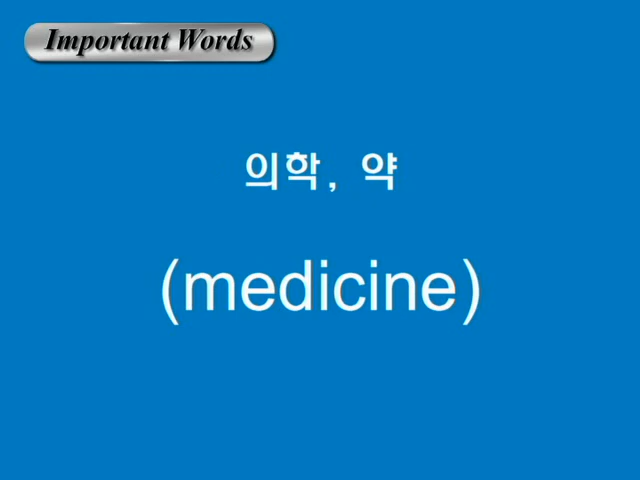 Important Words
의학, 약
(medicine)